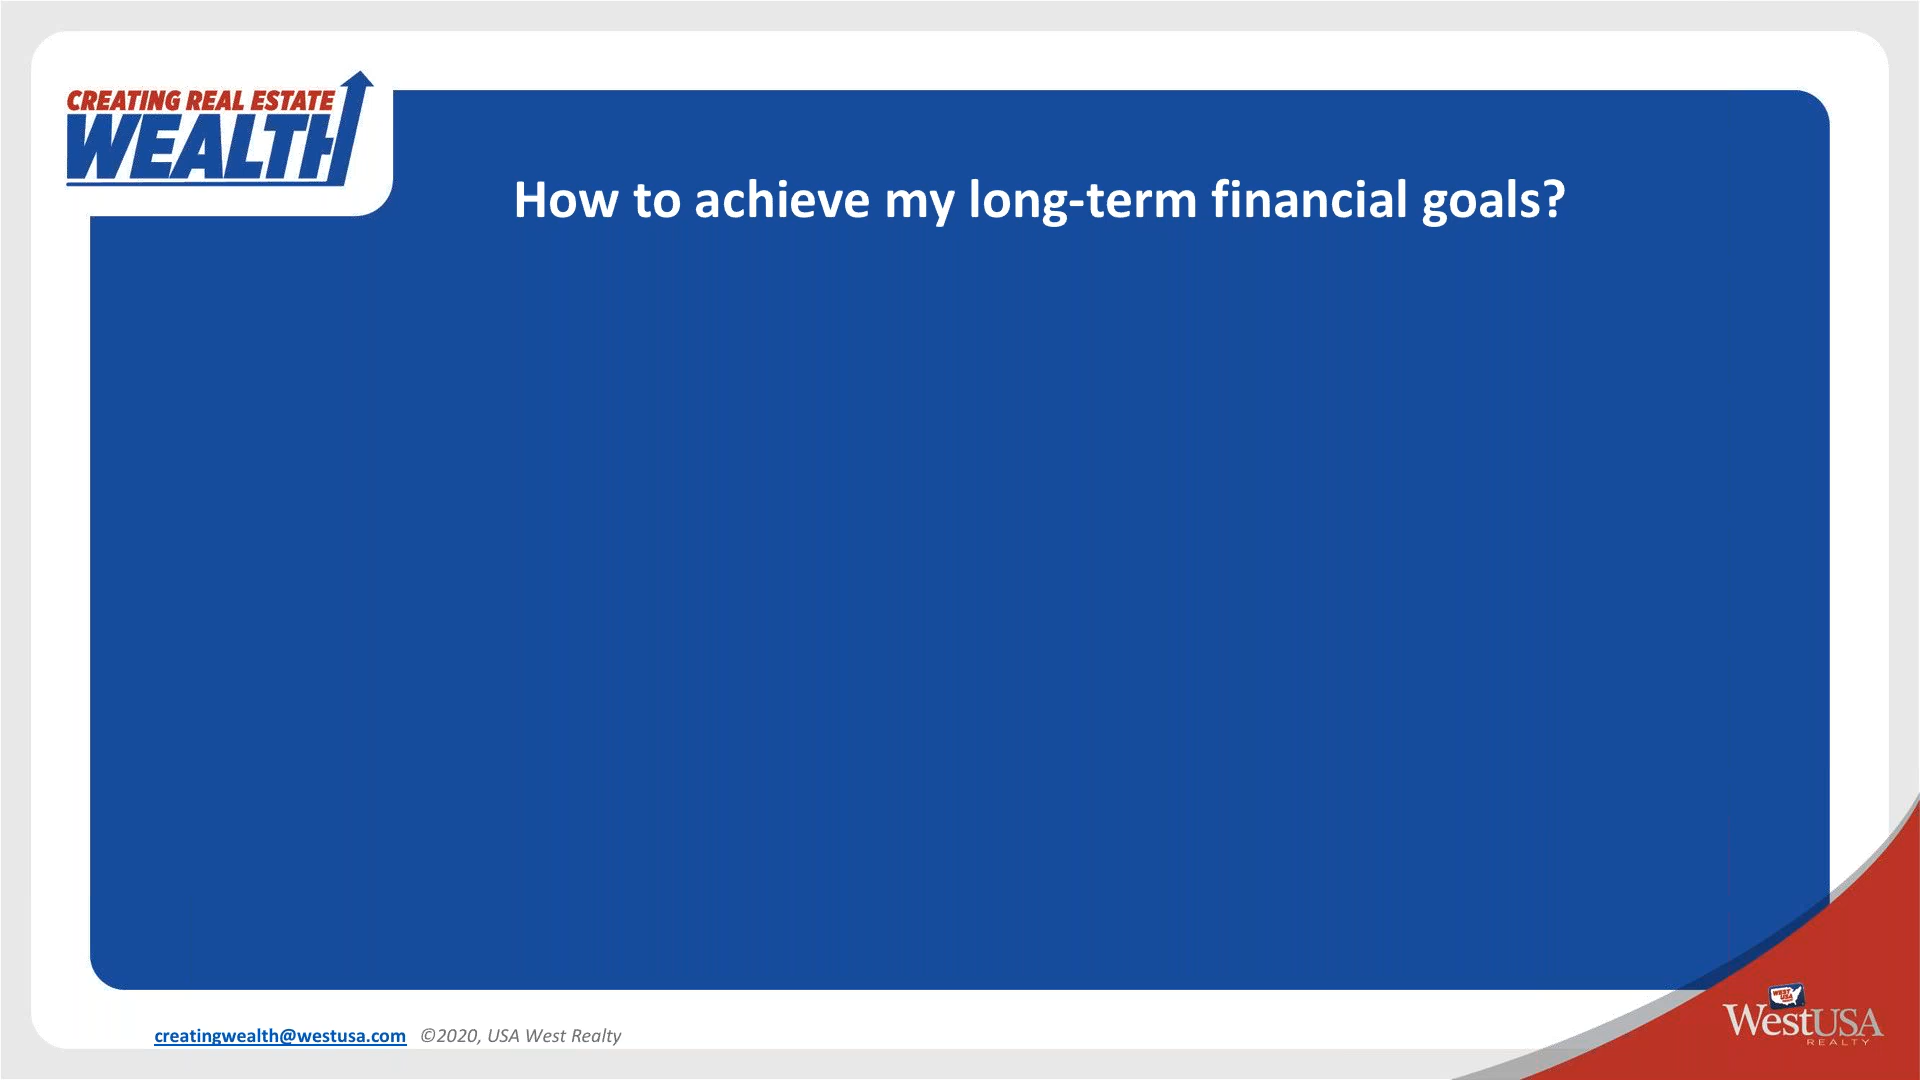 CREATING REAL ESTATE
WEALTH
How to achieve my long-term financial goals?
creatingwealth@westusa.com ©2020, USA West Realty
WEST
USA
WestUSA
REALTY